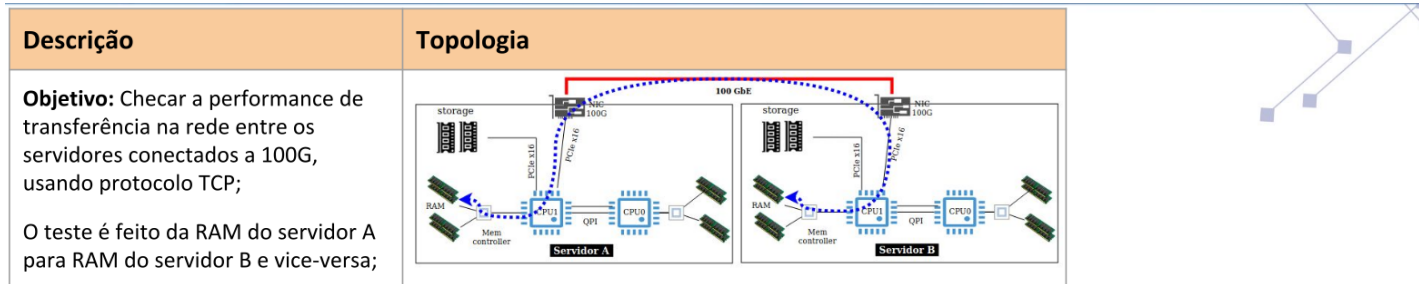 Descrição
Topologia
Objetivo: Checar a performance de
transferência na rede entre os
servidores conectados a 100G,
usando protocolo TCP;
O teste é feito da RAM do servidor A
para RAM do servidor B e vice-versa;
100 GbE
storage
NIC
100G
PCIe x16
PCIe x16
RAM
CPU1
QPI
CPU0
Mem
controller
Servidor A
storage
NIC
100G
PCIe x16
PCIe x16
RAM
CPU1
QPI
CPU0
Mem
controller
Servidor B